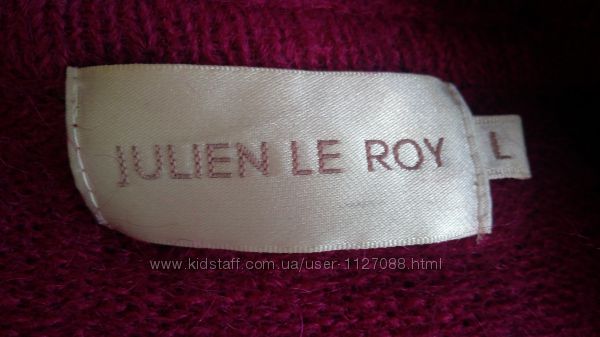 JULIEN LE ROY
L
www.kidstaff.com.ua/user-1127088.html